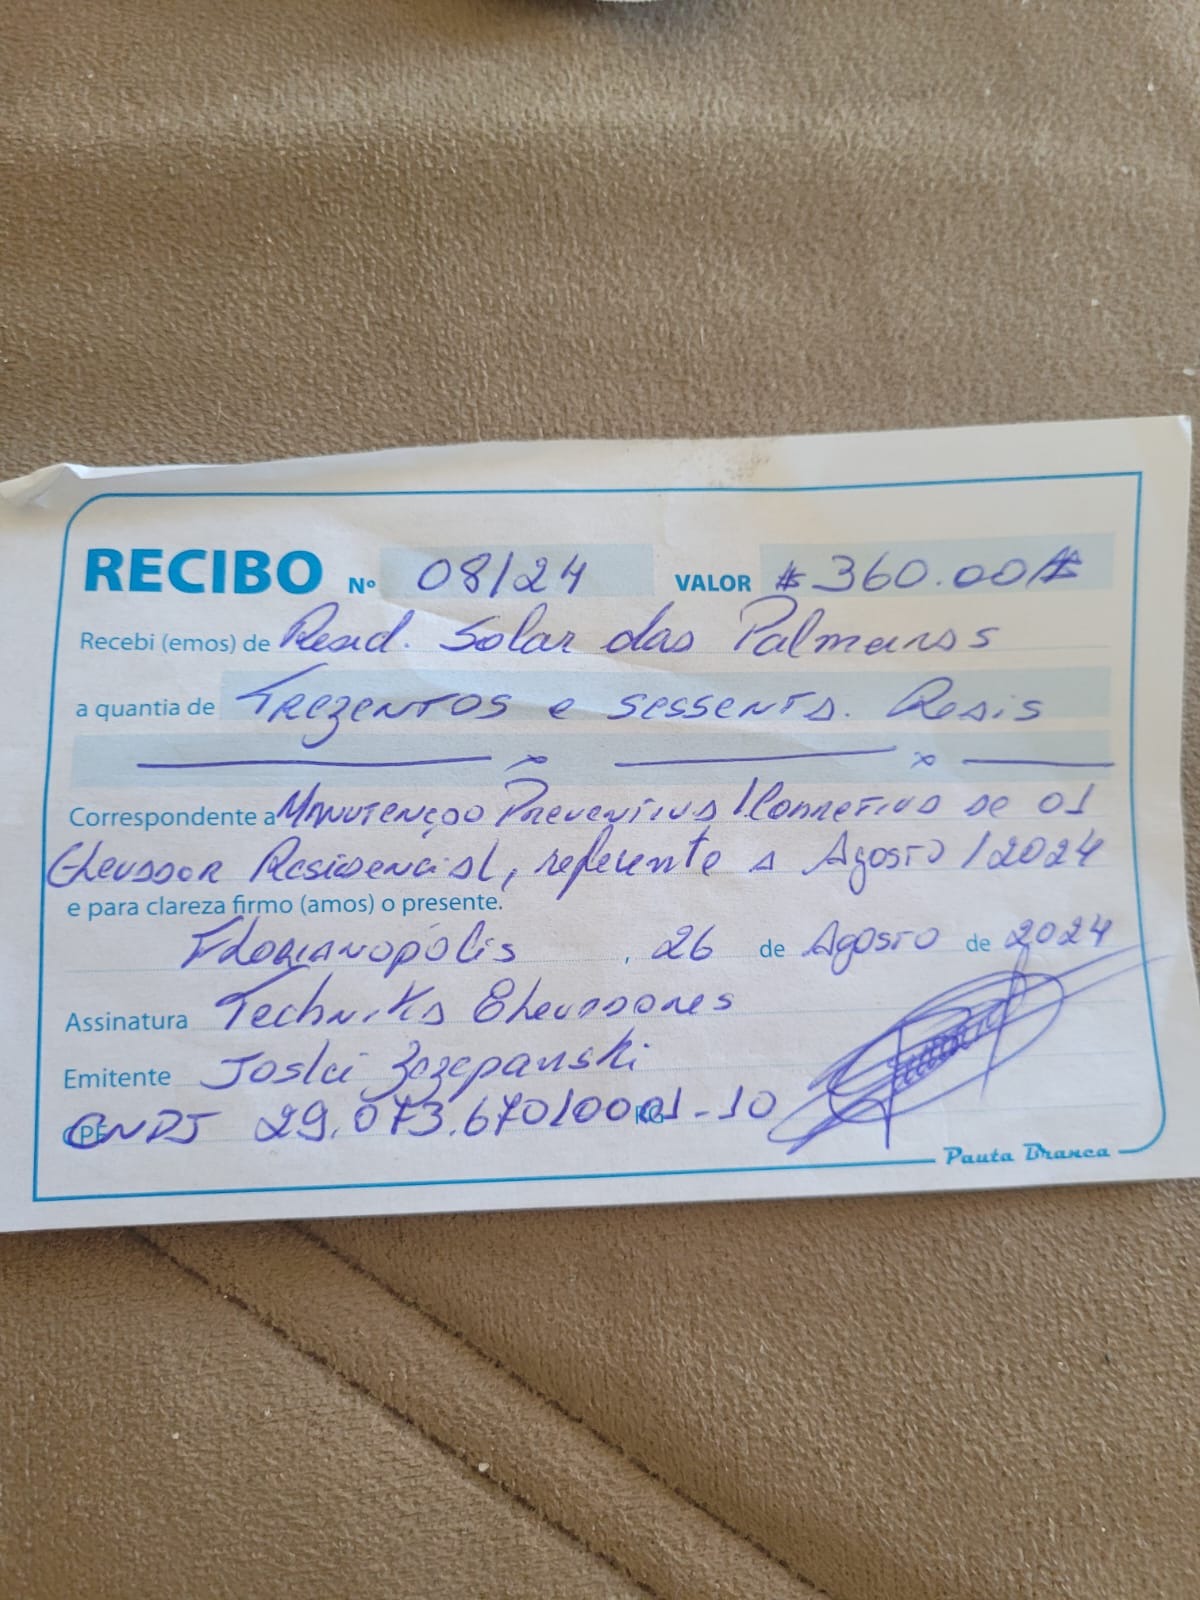 RECIBO Nº 08/24 VALOR $ 360.00 $
Recebi (emos) de Resid. Solar das Palmeiras
a quantia de Trezentos e sessenta. Reais
Correspondente a Manutenção Preventiva/Corretiva de 01
Elevador Residencial, referente a Agosto/2024
e para clareza firmo (amos) o presente.
Florianópolis, 26 de Agosto de 2024
Assinatura Techniks Elevadores
Emitente Joslei
CNPJ 29.073.670/0001-10
Pauta Branca